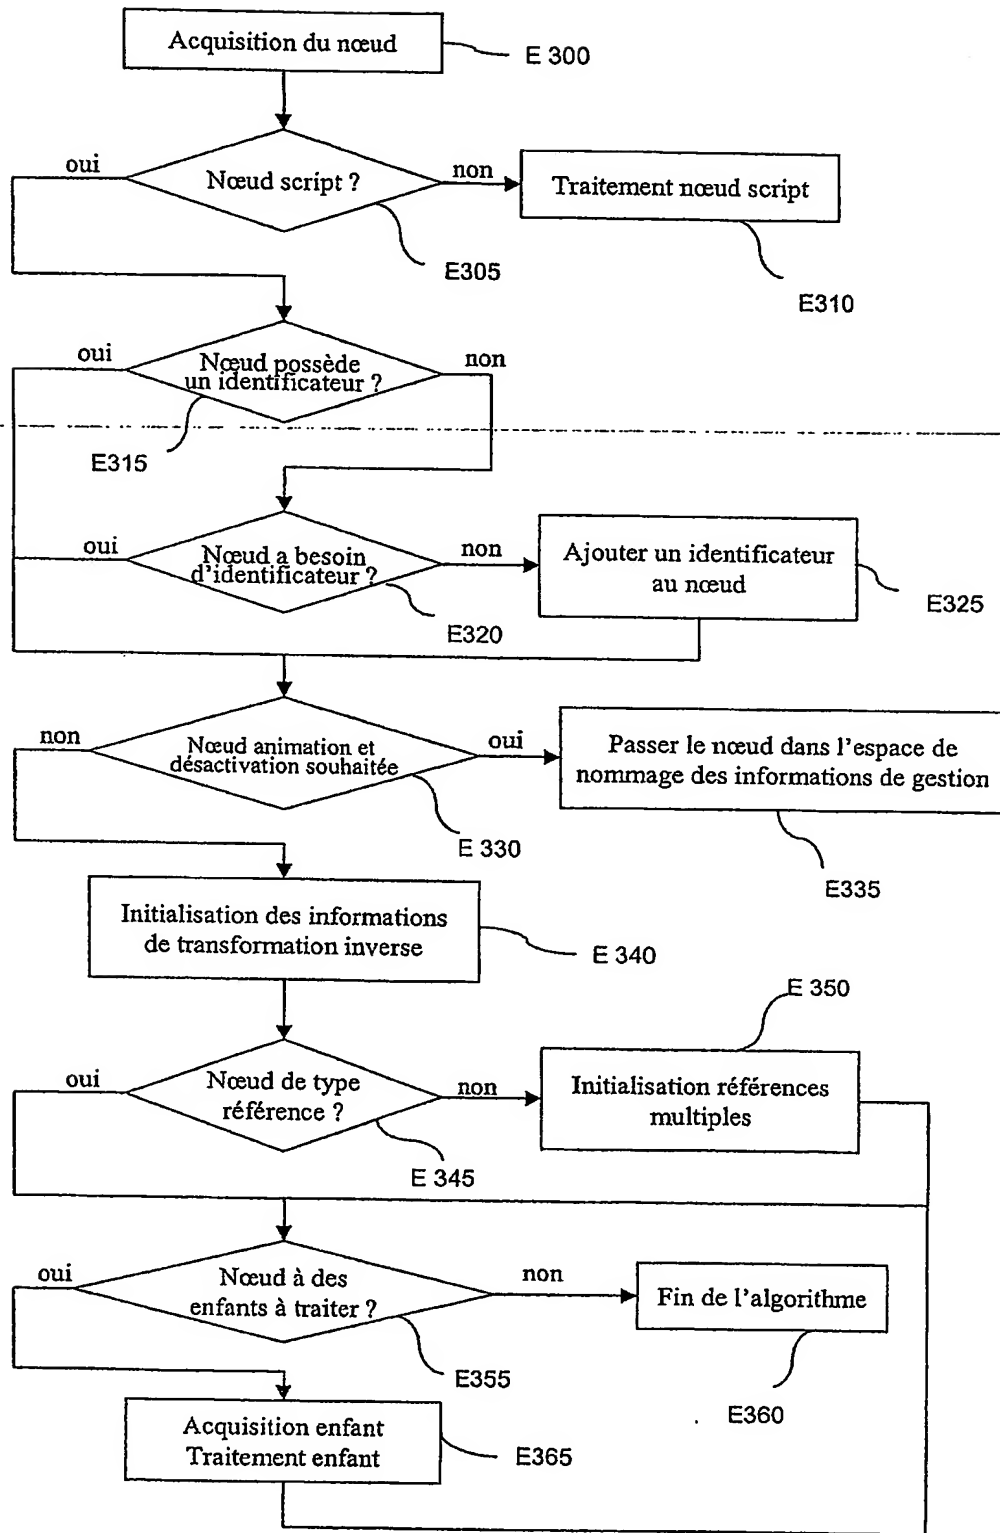 Acquisition du nœud
E 300
oui
Nœud script ?
non
Traitement nœud script
E305
E310
oui
Nœud possède
un identificateur ?
non
E315
oui
Nœud a besoin
d'identificateur ?
non
Ajouter un identificateur
au nœud
E325
E320
non
Nœud animation et
désactivation souhaitée
oui
Passer le nœud dans l'espace de
nommage des informations de gestion
E 330
E335
Initialisation des informations
de transformation inverse
E 340
E 350
oui
Nœud de type
référence ?
non
Initialisation références
multiples
E 345
oui
Nœud à des
enfants à traiter ?
non
Fin de l'algorithme
E355
E360
Acquisition enfant
Traitement enfant
E365